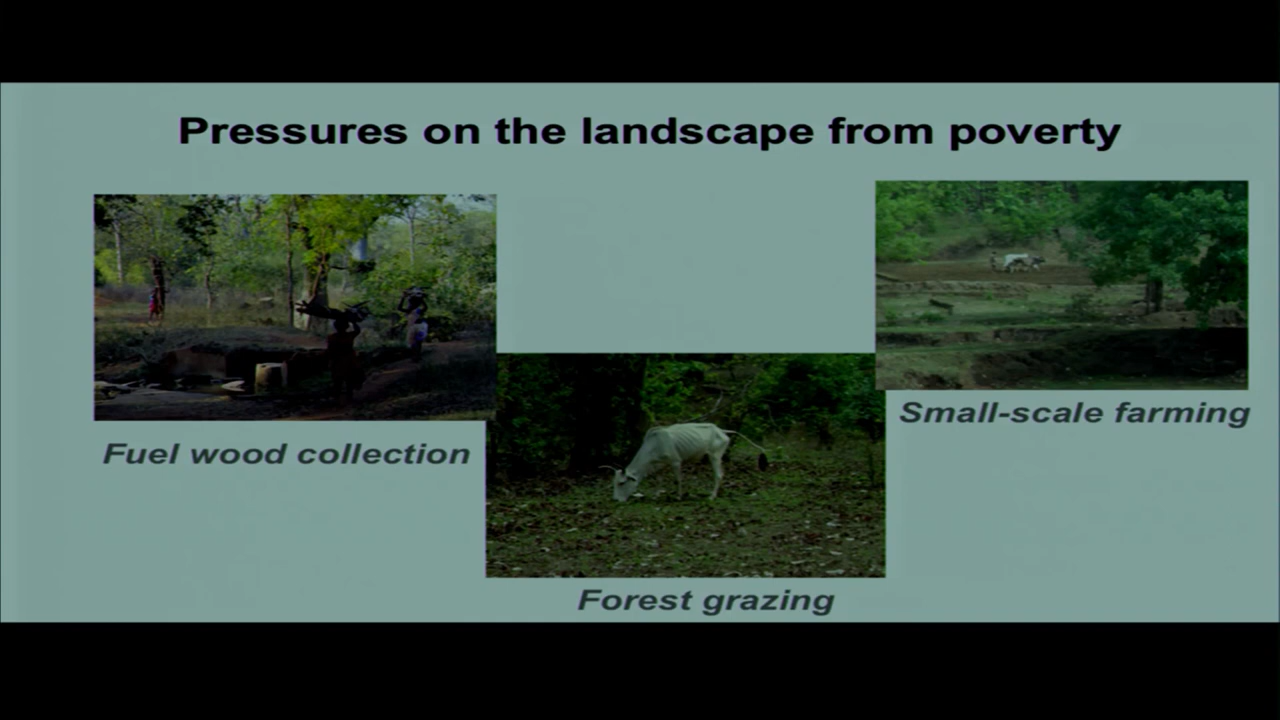 Pressures on the landscape from poverty
Fuel wood collection
Small-scale farming
Forest grazing